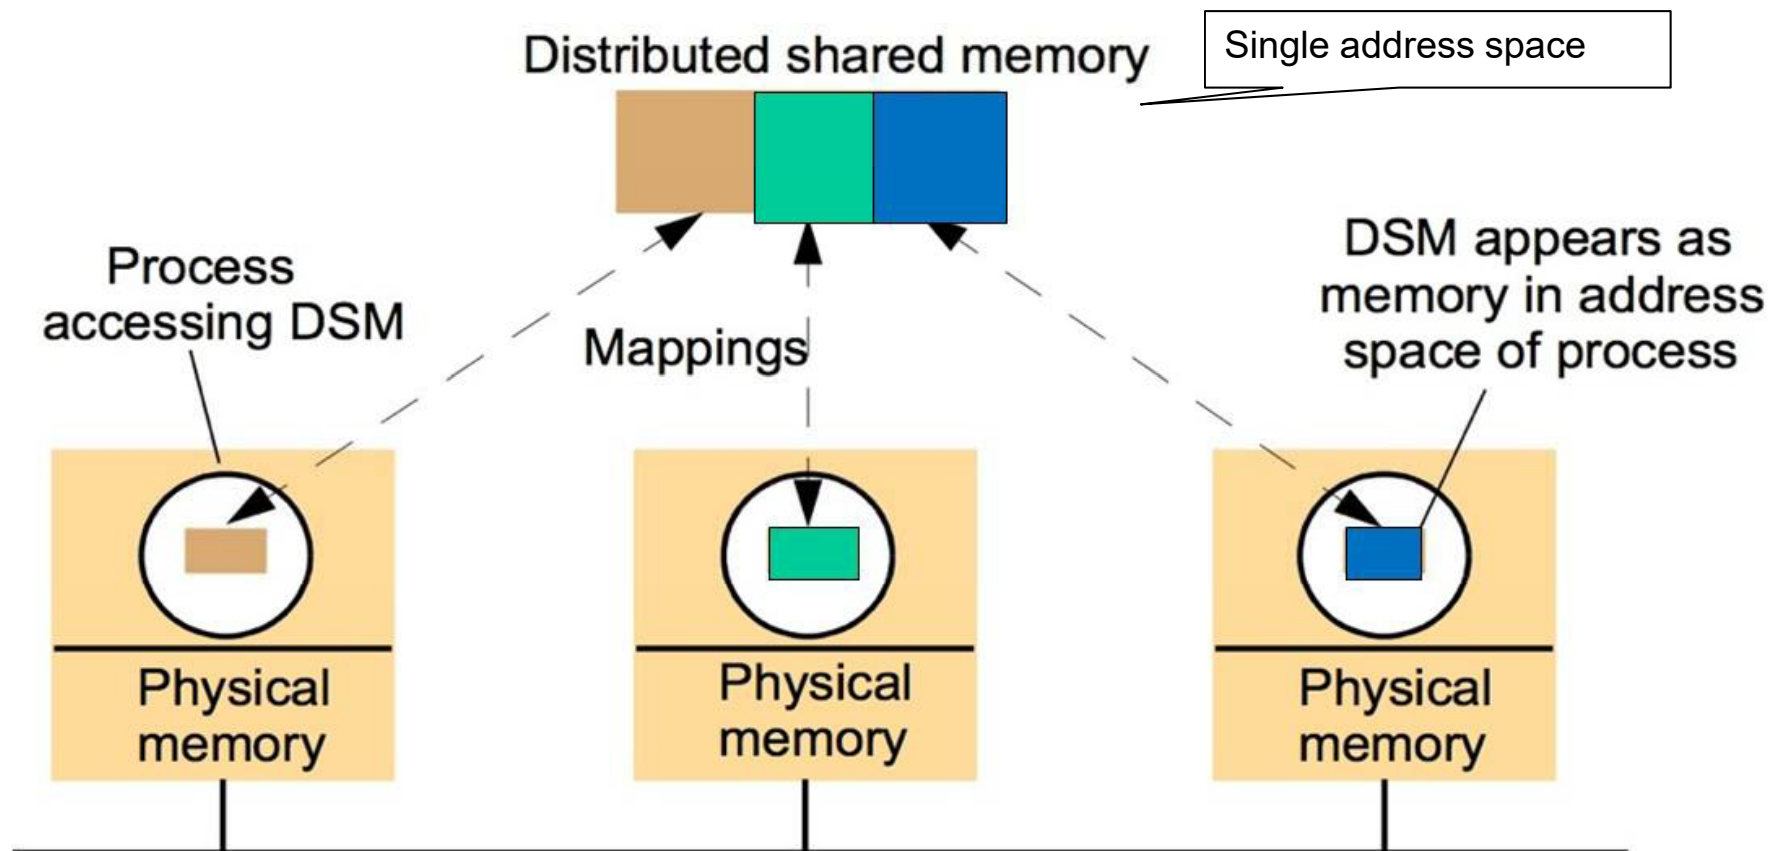 Distributed shared memory
Single address space
Process
accessing DSM
Mappings
DSM appears as
memory in address
space of process
Physical
memory
Physical
memory
Physical
memory